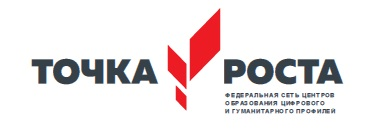 ТОЧКА РОСТА
ФЕДЕРАЛЬНАЯ СЕТЬ ЦЕНТРОВ
ОБРАЗОВАНИЯ ЦИФРОВОГО
И ГУМАНИТАРНОГО ПРОФИЛЕЙ